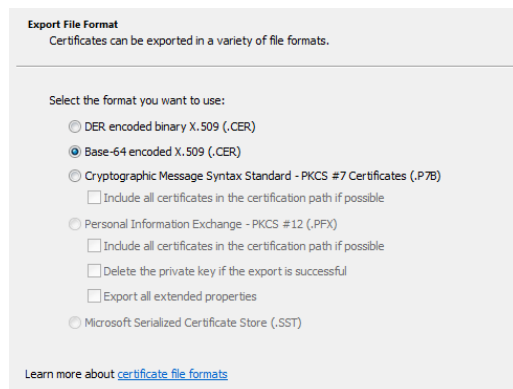 Export File Format
Certificates can be exported in a variety of file formats.
Select the format you want to use:
DER encoded binary X.509 (.CER)
Base-64 encoded X.509 (.CER)
Cryptographic Message Syntax Standard - PKCS #7 Certificates (.P7B)
Include all certificates in the certification path if possible
Personal Information Exchange - PKCS #12 (.PFX)
Include all certificates in the certification path if possible
Delete the private key if the export is successful
Export all extended properties
Microsoft Serialized Certificate Store (.SST)
Learn more about certificate file formats